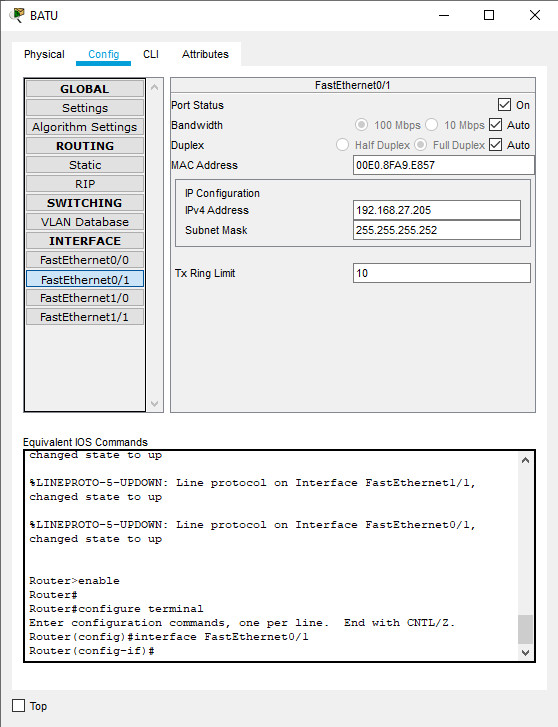 BATU
Physical Config CLI Attributes
GLOBAL
Settings
Algorithm Settings
ROUTING
Static
RIP
SWITCHING
VLAN Database
INTERFACE
FastEthernet0/0
FastEthernet0/1
FastEthernet1/0
FastEthernet1/1
FastEthernet0/1
Port Status On
Bandwidth 100 Mbps 10 Mbps Auto
Duplex Half Duplex Full Duplex Auto
MAC Address 00E0.8FA9.E857
IP Configuration
IPv4 Address 192.168.27.205
Subnet Mask 255.255.255.252
Tx Ring Limit 10
Equivalent IOS Commands
changed state to up
%LINEPROTO-5-UPDOWN: Line protocol on Interface FastEthernet1/1,
changed state to up
%LINEPROTO-5-UPDOWN: Line protocol on Interface FastEthernet0/1,
changed state to up
Router>enable
Router#
Router#configure terminal
Enter configuration commands, one per line.  End with CNTL/Z.
Router(config)#interface FastEthernet0/1
Router(config-if)#
Top